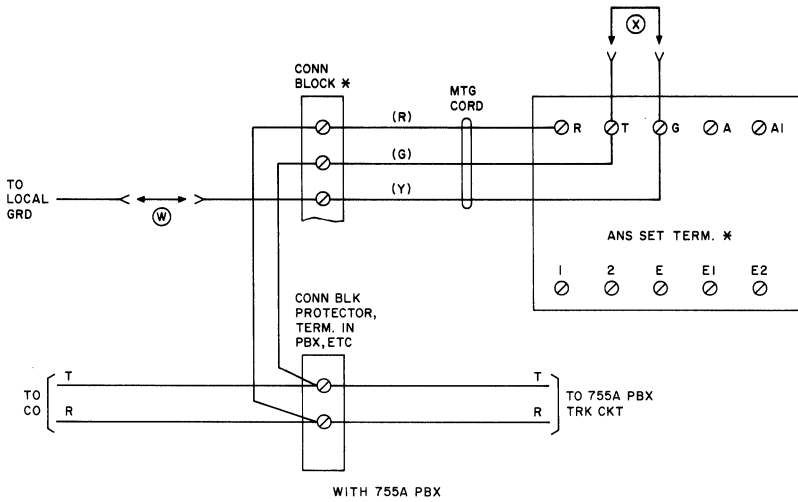 X
CONN
BLOCK *
MTG
CORD
(R)
R T G A A1
(G)
(Y)
TO
LOCAL
GRD
W
ANS SET TERM. *
1 2 E E1 E2
CONN BLK
PROTECTOR,
TERM. IN
PBX, ETC
T T
TO
CO
TO 755A PBX
TRK CKT
R R
WITH 755A PBX